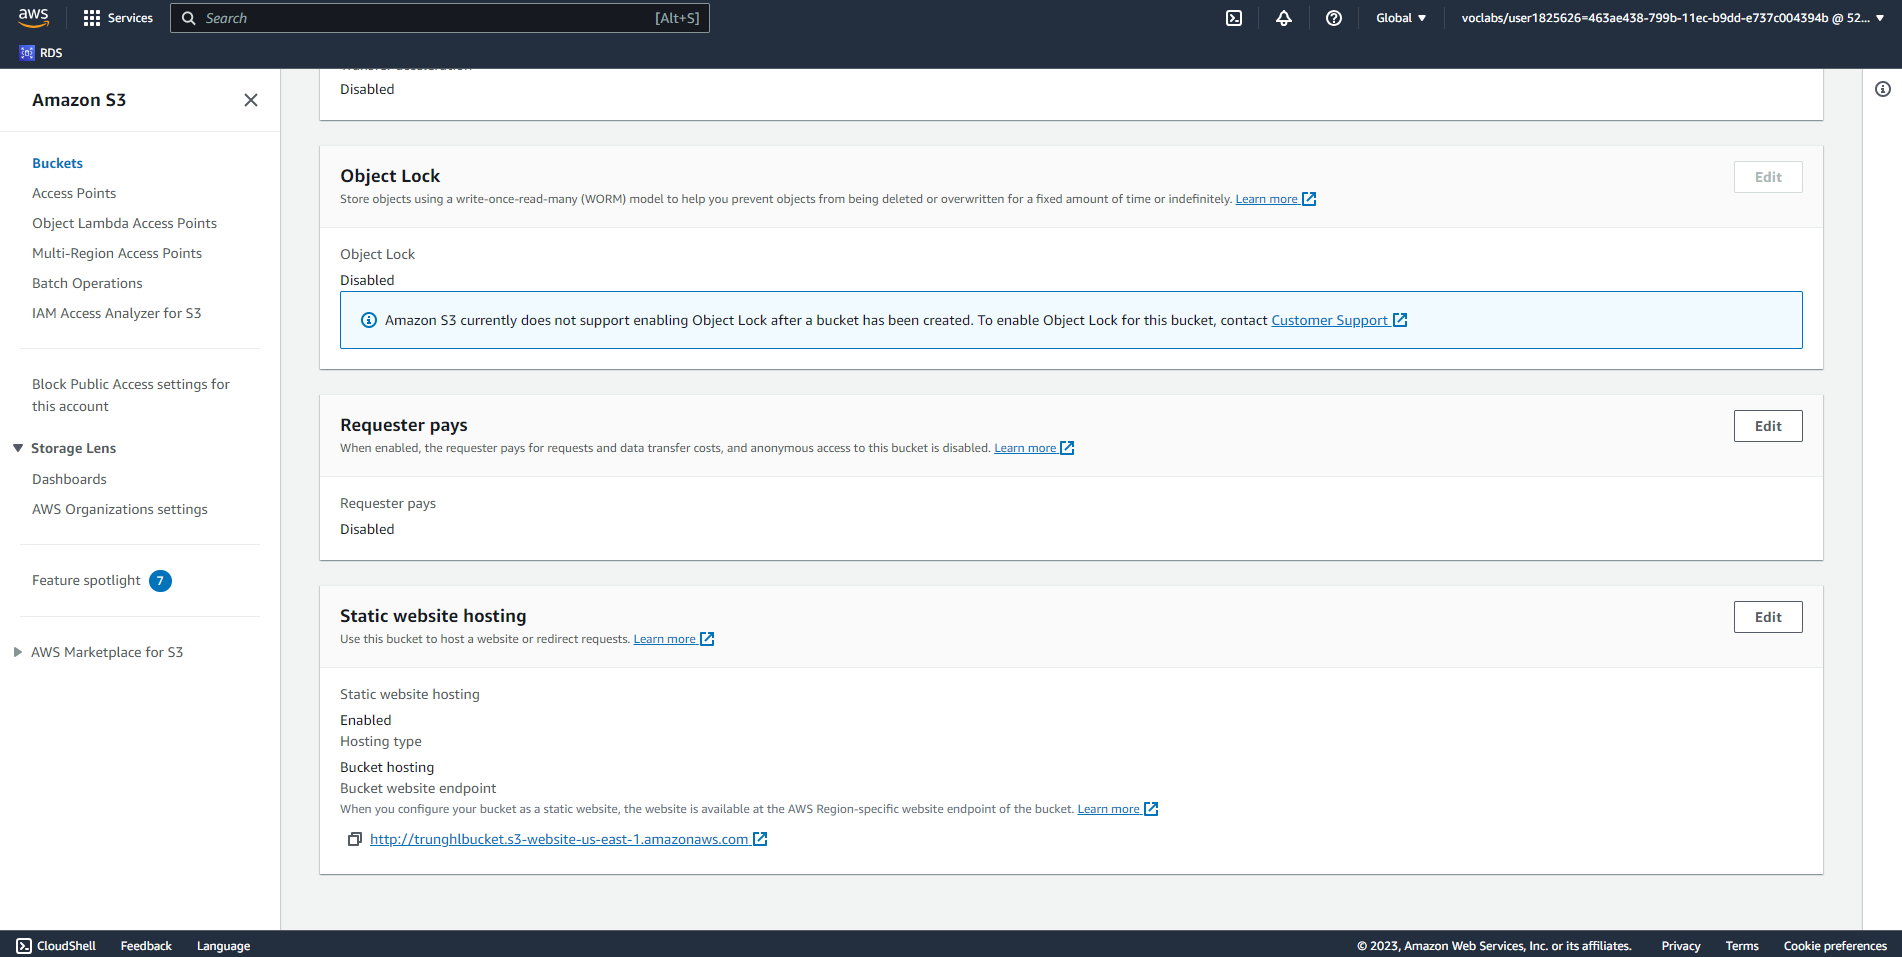 aws
Services
Search
[Alt+S]
Global
voclabs/user1825626=463ae438-799b-11ec-b9dd-e737c004394b @ 52...
RDS
Amazon S3
Buckets
Access Points
Object Lambda Access Points
Multi-Region Access Points
Batch Operations
IAM Access Analyzer for S3
Block Public Access settings for
this account
Storage Lens
Dashboards
AWS Organizations settings
Feature spotlight 7
AWS Marketplace for S3
Disabled
Object Lock
Edit
Store objects using a write-once-read-many (WORM) model to help you prevent objects from being deleted or overwritten for a fixed amount of time or indefinitely. Learn more
Object Lock
Disabled
Amazon S3 currently does not support enabling Object Lock after a bucket has been created. To enable Object Lock for this bucket, contact Customer Support
Requester pays
Edit
When enabled, the requester pays for requests and data transfer costs, and anonymous access to this bucket is disabled. Learn more
Requester pays
Disabled
Static website hosting
Edit
Use this bucket to host a website or redirect requests. Learn more
Static website hosting
Enabled
Hosting type
Bucket hosting
Bucket website endpoint
When you configure your bucket as a static website, the website is available at the AWS Region-specific website endpoint of the bucket. Learn more
http://trunghlbucket.s3-website-us-east-1.amazonaws.com
CloudShell
Feedback
Language
© 2023, Amazon Web Services, Inc. or its affiliates.
Privacy
Terms
Cookie preferences